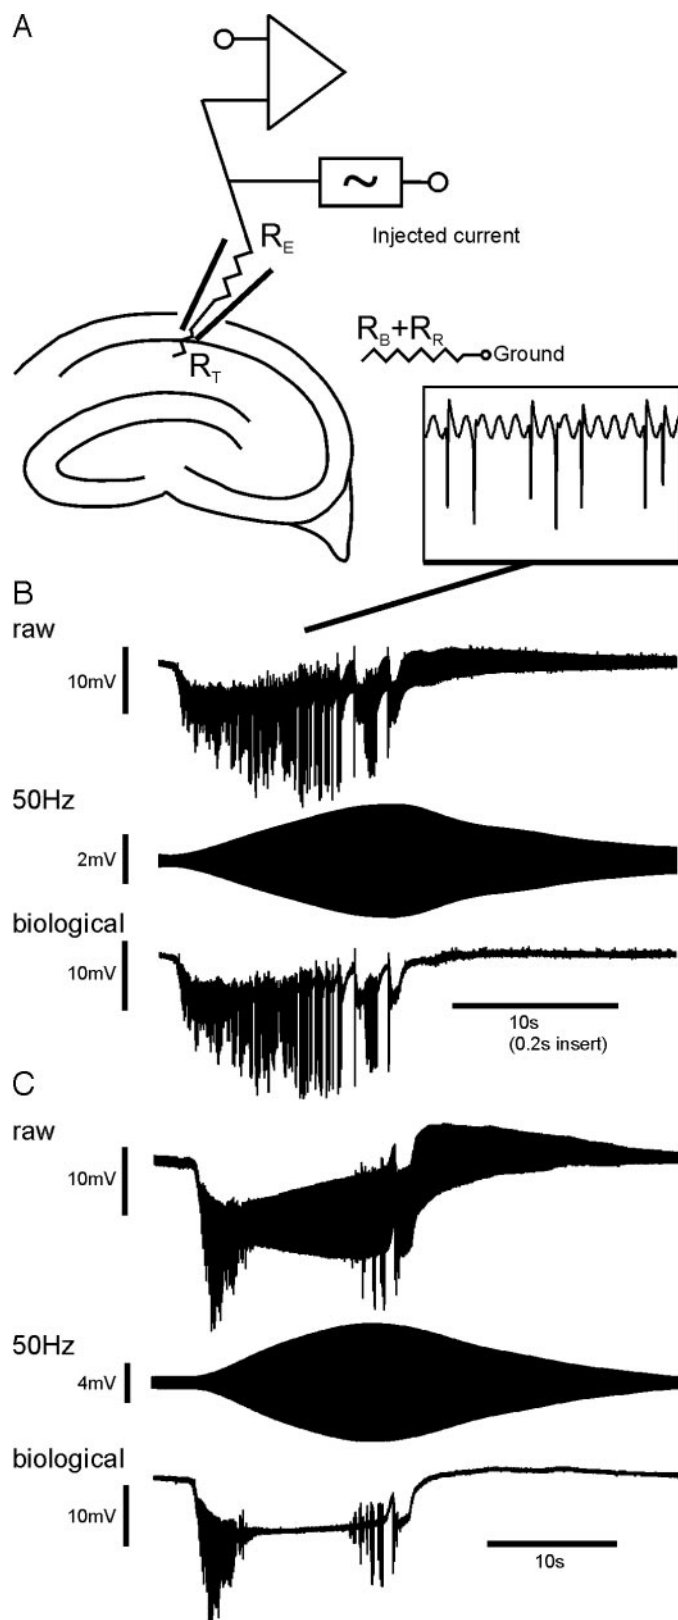 A
~
R_E
Injected current
R_B+R_R
Ground
R_T
B
raw
10mV
50Hz
2mV
biological
10mV
10s
(0.2s insert)
C
raw
10mV
50Hz
4mV
biological
10mV
10s